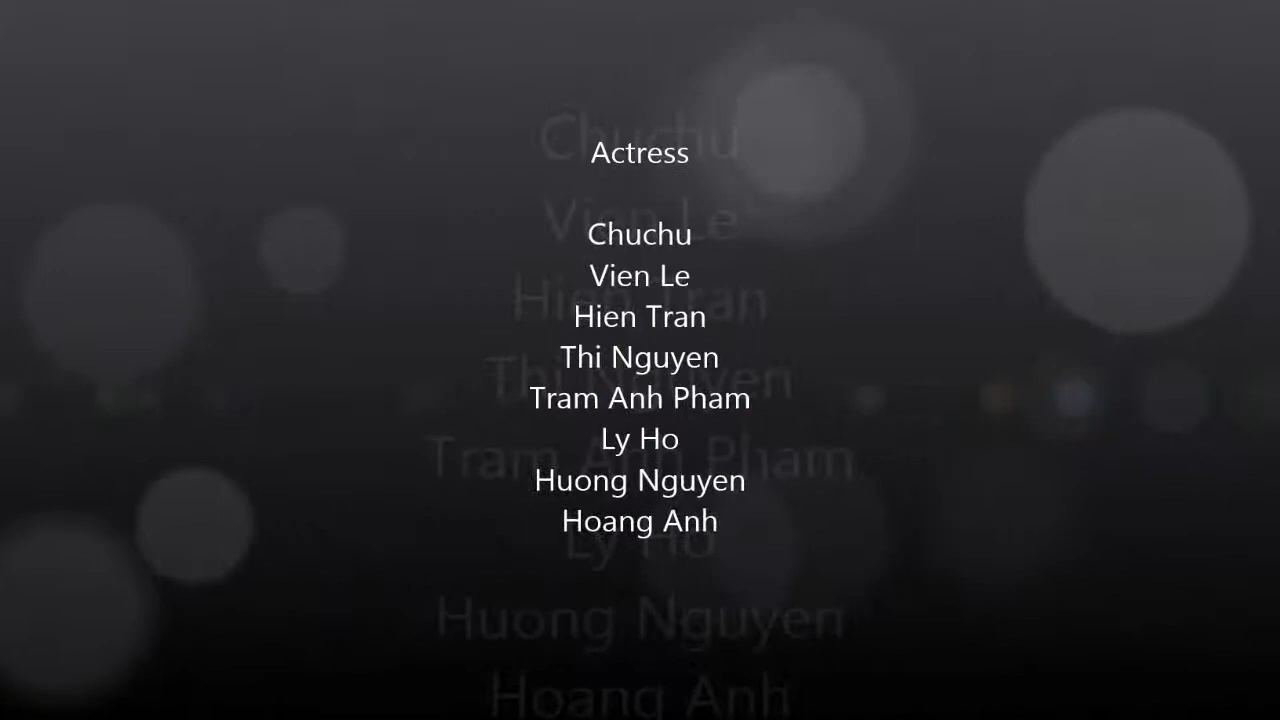 Actress
Chuchu
Vien Le
Hien Tran
Thi Nguyen
Tram Anh Pham
Ly Ho
Huong Nguyen
Hoang Anh